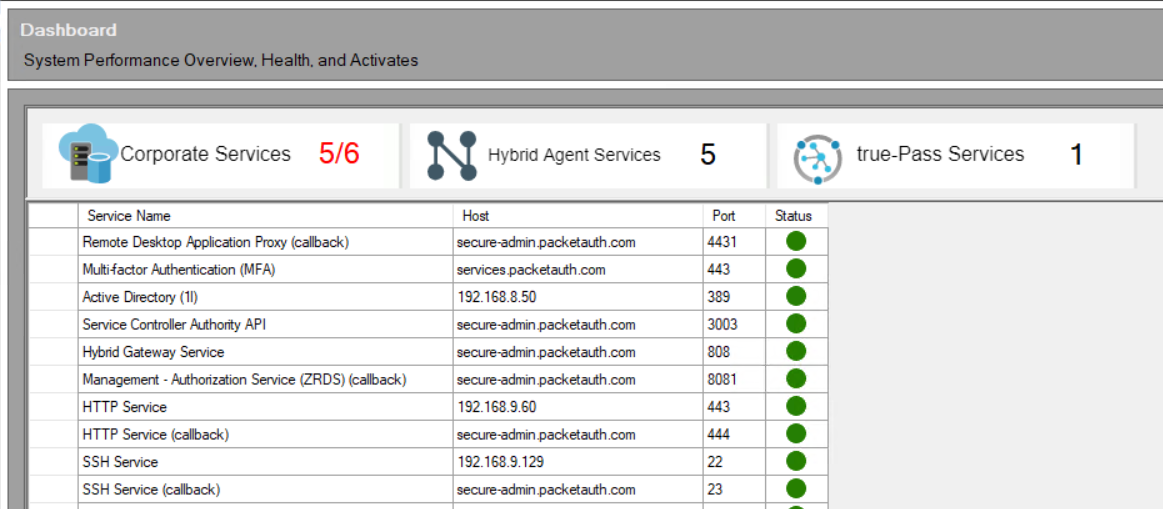 Dashboard
System Performance Overview, Health, and Activates
Corporate Services 5/6 Hybrid Agent Services 5 true-Pass Services 1
Service Name Host Port Status
Remote Desktop Application Proxy (callback) secure-admin.packetauth.com 4431
Multi-factor Authentication (MFA) services.packetauth.com 443
Active Directory (1l) 192.168.8.50 389
Service Controller Authority API secure-admin.packetauth.com 3003
Hybrid Gateway Service secure-admin.packetauth.com 808
Management - Authorization Service (ZRDS) (callback) secure-admin.packetauth.com 8081
HTTP Service 192.168.9.60 443
HTTP Service (callback) secure-admin.packetauth.com 444
SSH Service 192.168.9.129 22
SSH Service (callback) secure-admin.packetauth.com 23